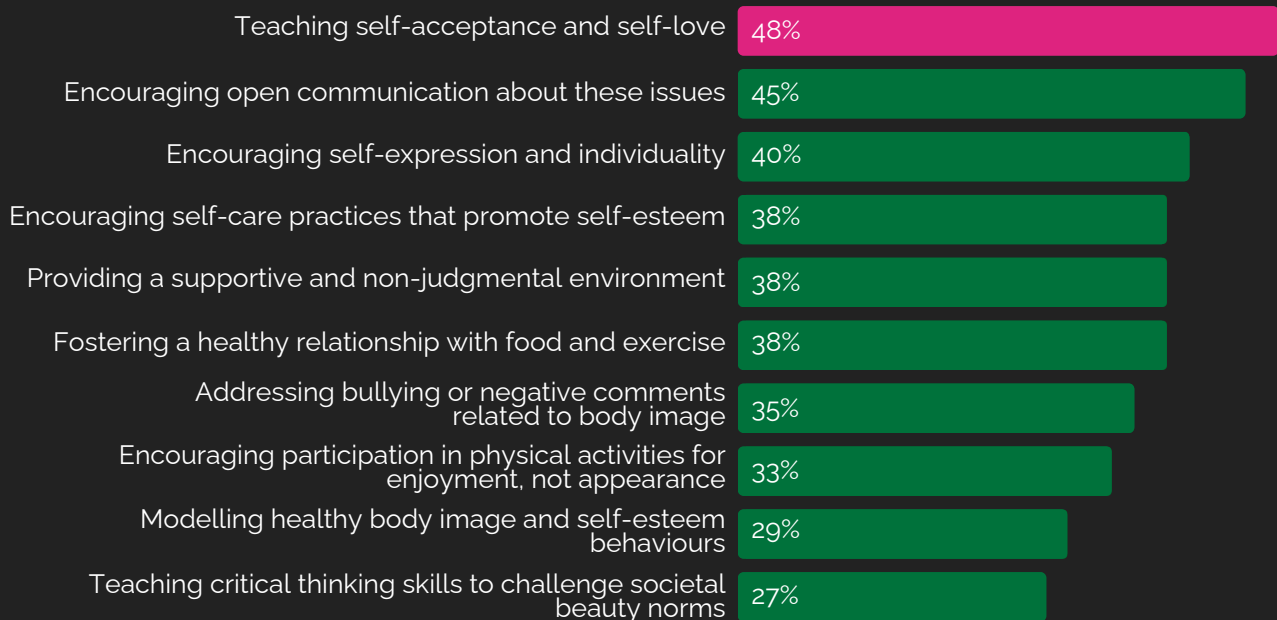 Teaching self-acceptance and self-love 48%
Encouraging open communication about these issues 45%
Encouraging self-expression and individuality 40%
Encouraging self-care practices that promote self-esteem 38%
Providing a supportive and non-judgmental environment 38%
Fostering a healthy relationship with food and exercise 38%
Addressing bullying or negative comments
related to body image 35%
Encouraging participation in physical activities for
enjoyment, not appearance 33%
Modelling healthy body image and self-esteem
behaviours 29%
Teaching critical thinking skills to challenge societal
beauty norms 27%